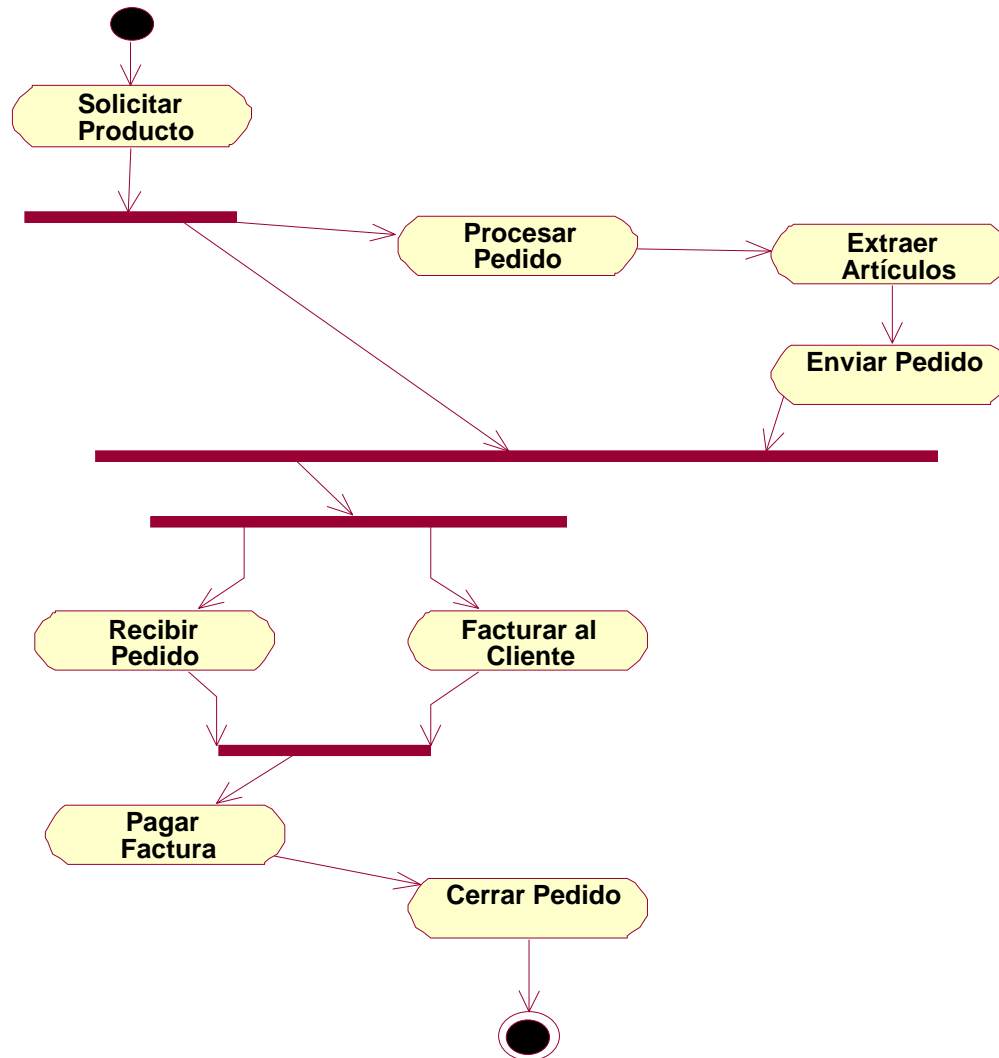 Solicitar
Producto
Procesar
Pedido
Extraer
Artículos
Enviar Pedido
Recibir
Pedido
Facturar al
Cliente
Pagar
Factura
Cerrar Pedido